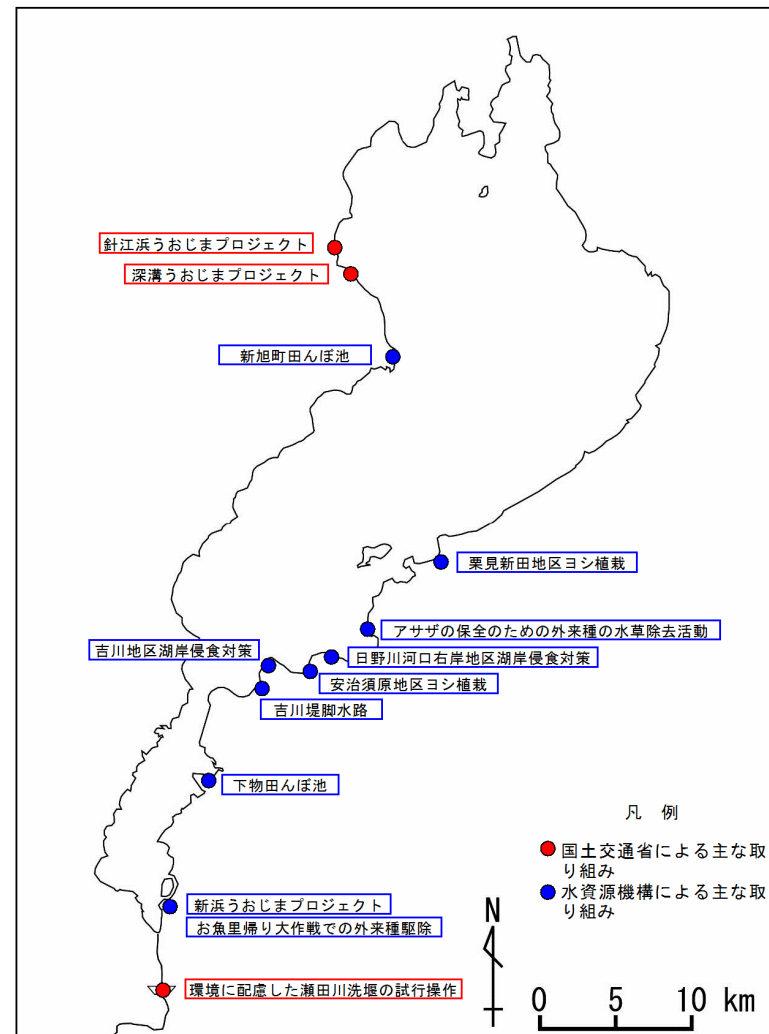 針江浜うおじまプロジェクト
深溝うおじまプロジェクト
新旭町田んぼ池
栗見新田地区ヨシ植栽
アサザの保全のための外来種の水草除去活動
吉川地区湖岸侵食対策
日野川河口右岸地区湖岸侵食対策
安治須原地区ヨシ植栽
吉川堤脚水路
下物田んぼ池
凡 例
国土交通省による主な取
り組み
水資源機構による主な取
り組み
新浜うおじまプロジェクト
お魚里帰り大作戦での外来種駆除
N
環境に配慮した瀬田川洗堰の試行操作
0 5 10 km